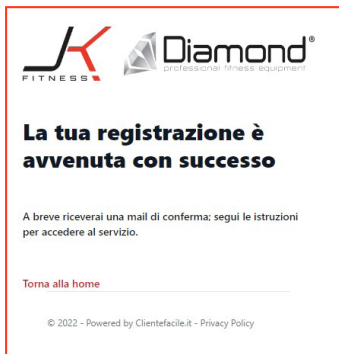 JK
FITNESS
Diamond®
professional fitness equipment
La tua registrazione è
avvenuta con successo
A breve riceverai una mail di conferma; segui le istruzioni
per accedere al servizio.
Torna alla home
© 2022 - Powered by Clientefacile.it - Privacy Policy